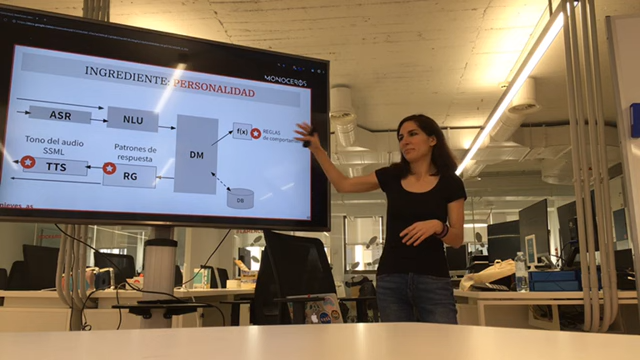 MONOCEROS
INGREDIENTE: PERSONALIDAD
ASR
NLU
DM
f(x)
REGLAS
de comportamiento
Tono del audio
SSML
Patrones de
respuesta
TTS
RG
DB
nieves_as